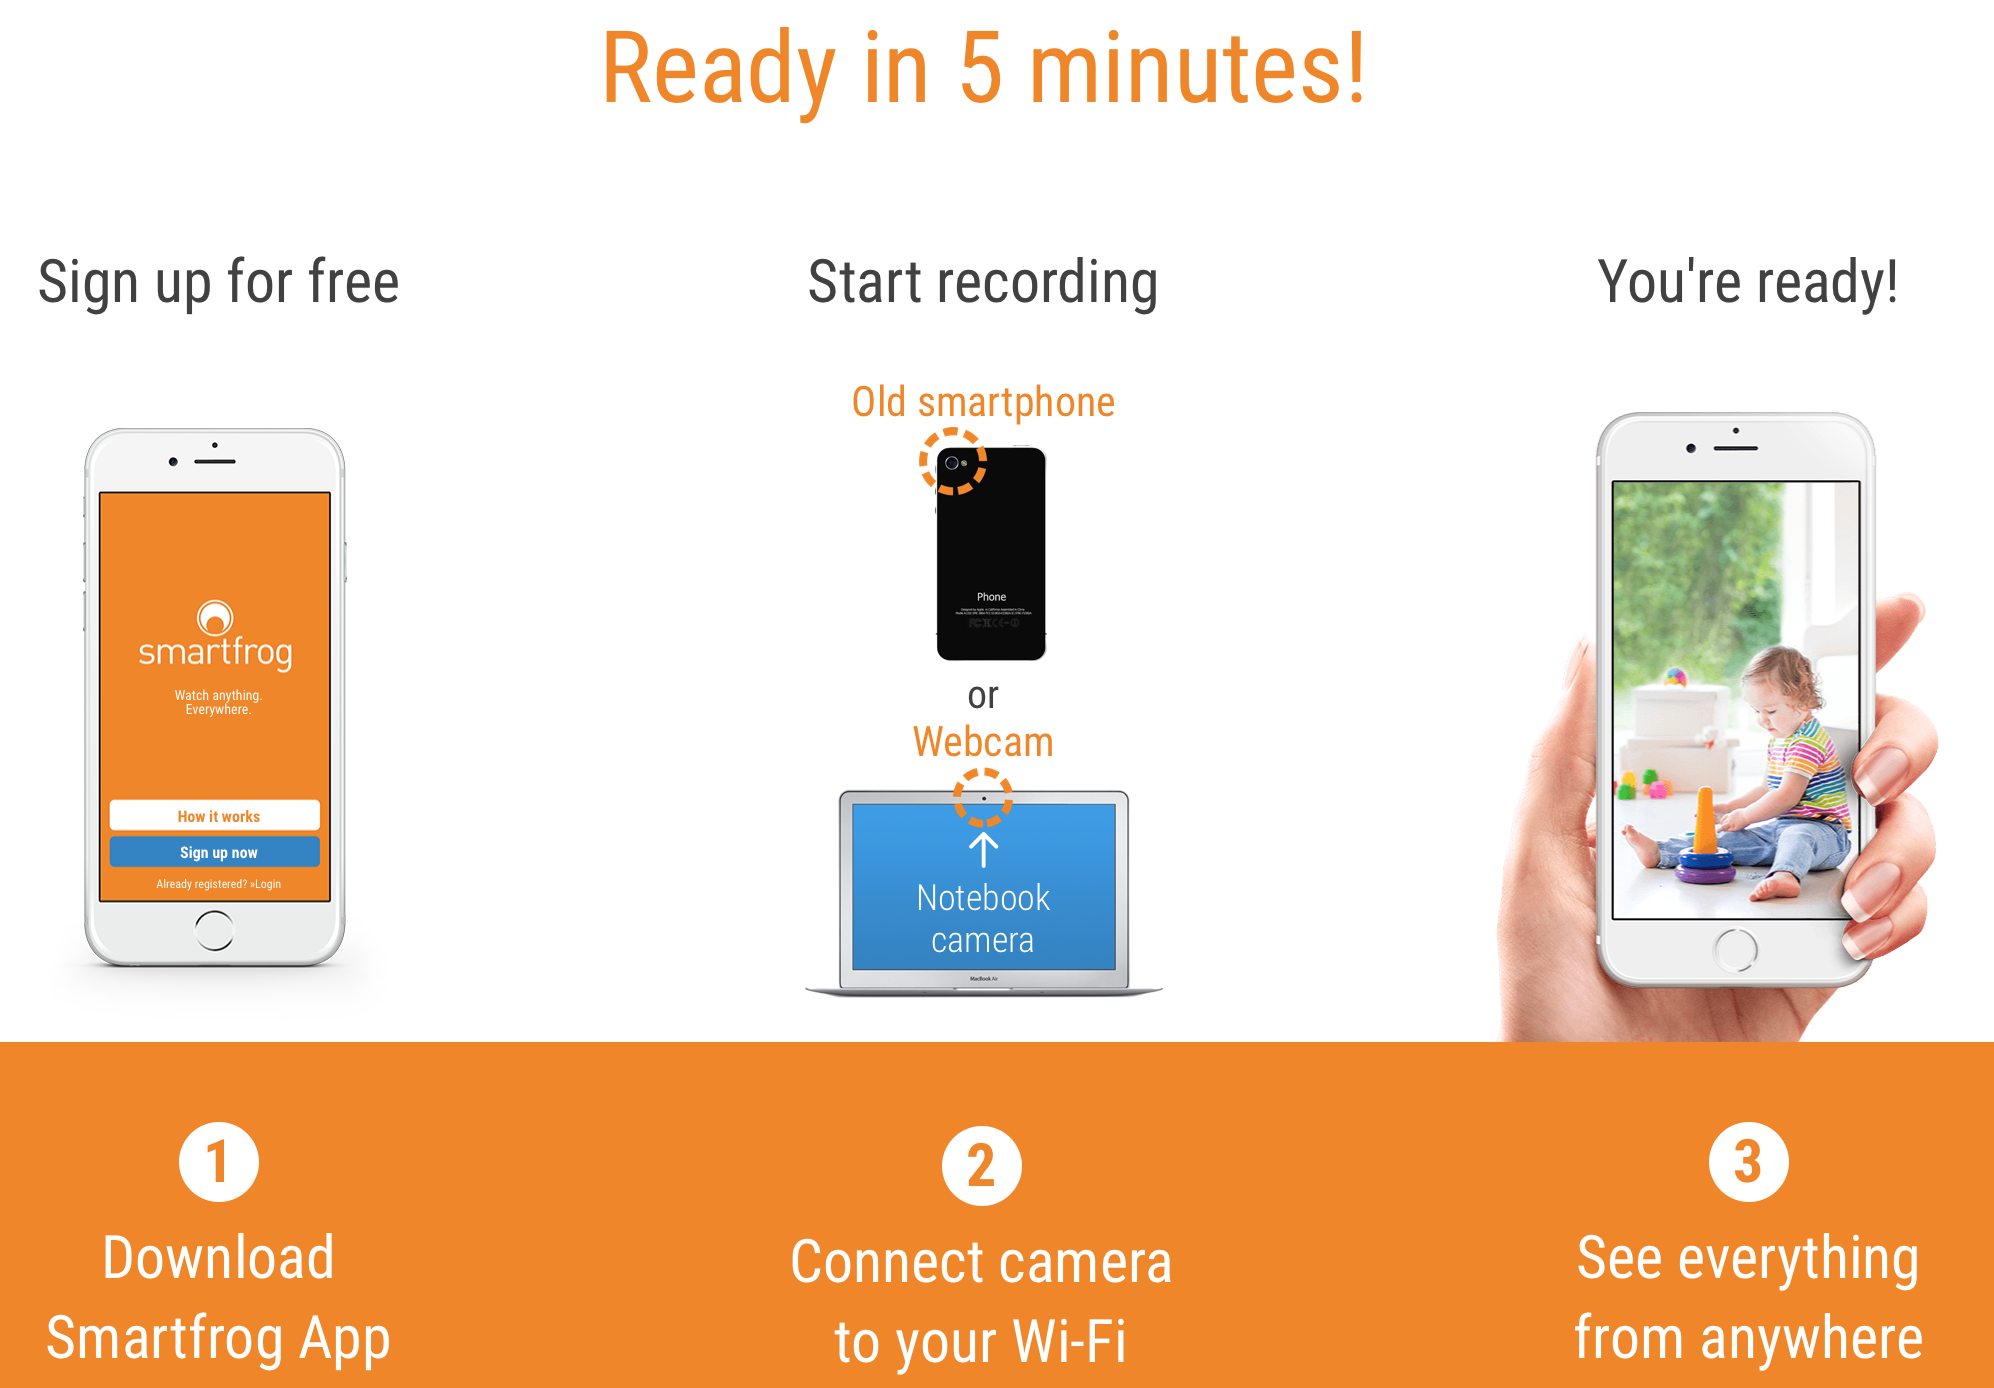 Ready in 5 minutes!
Sign up for free
Start recording
You're ready!
Old smartphone
smartfrog
Watch anything.
Everywhere.
How it works
Sign up now
Already registered? »Login
Phone
or
Webcam
Notebook
camera
MacBook Air
1
Download
Smartfrog App
2
Connect camera
to your Wi-Fi
3
See everything
from anywhere